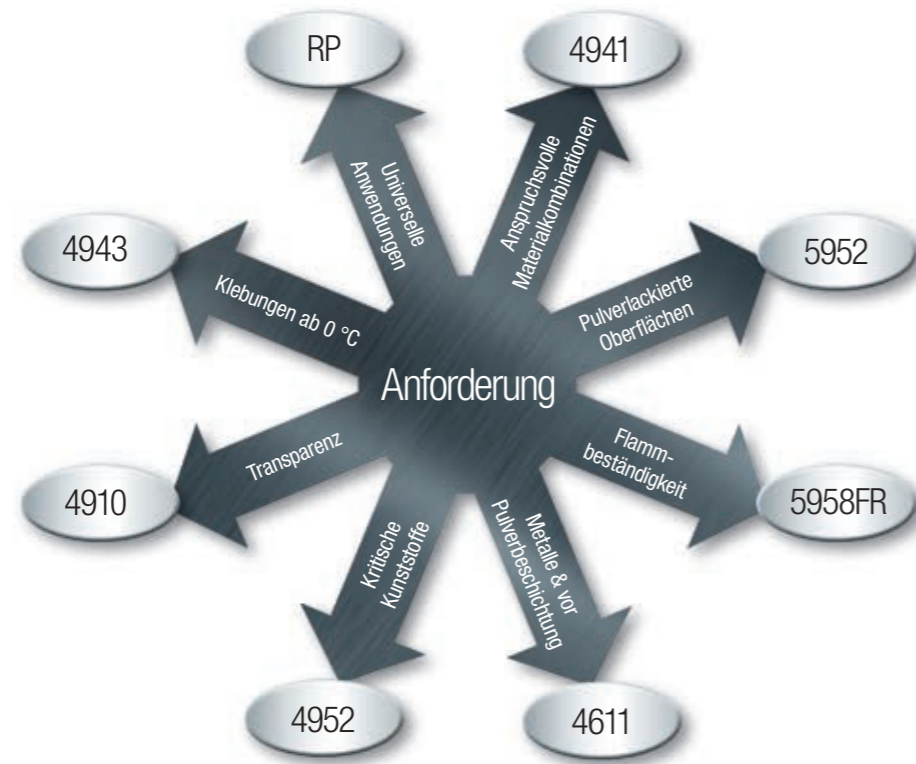 RP
4941
Universelle
Anwendungen
Anspruchsvolle
Materialkombinationen
4943
Klebungen ab 0 °C
5952
Pulverlackierte
Oberflächen
Anforderung
4910
Transparenz
5958FR
Flamm-
beständigkeit
Kritische
Kunststoffe
Metalle & vor
Pulverbeschichtung
4952
4611